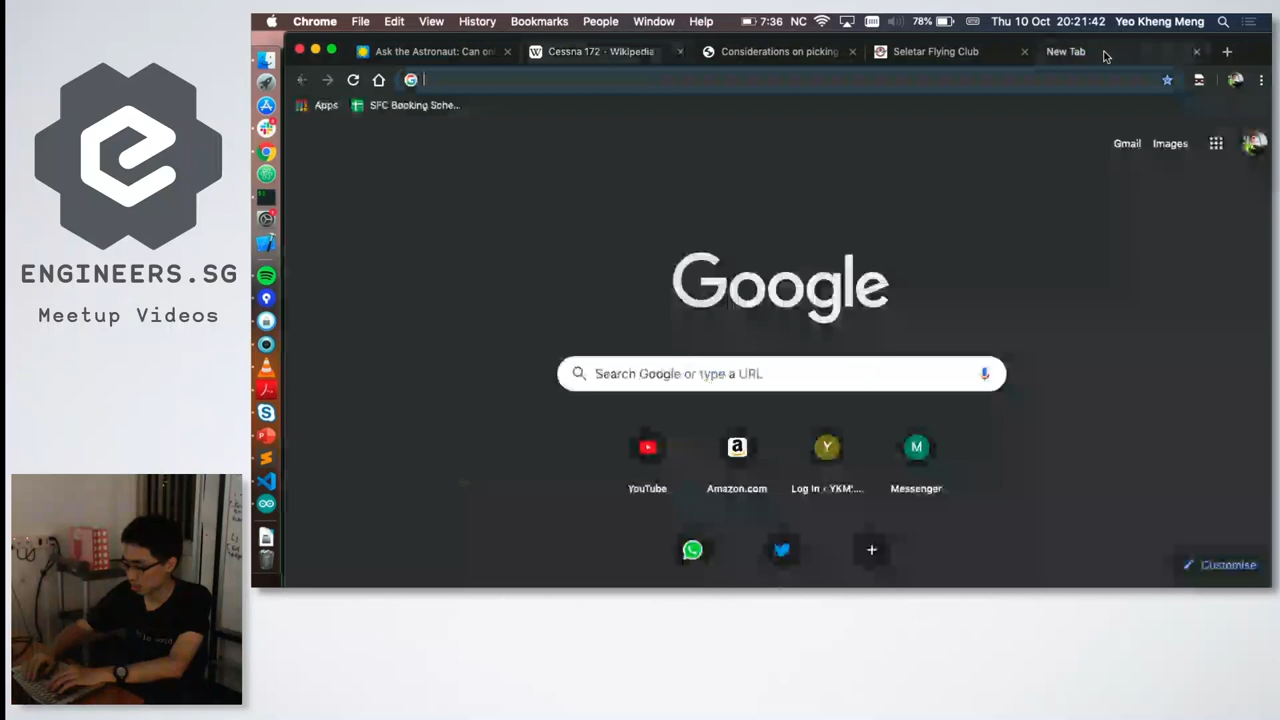 Chrome File Edit View History Bookmarks People Window Help 7:36 NC 78% Thu 10 Oct 20:21:42 Yeo Kheng Meng
Ask the Astronaut: Can on
Cessna 172 - Wikipedia
Considerations on picking
Seletar Flying Club
New Tab
Apps SFC Booking Sche...
Gmail Images
ENGINEERS.SG
Meetup Videos
Google
Search Google or type a URL
YouTube
Amazon.com
Y
Log In ‹ YKM'...
M
Messenger
Customise